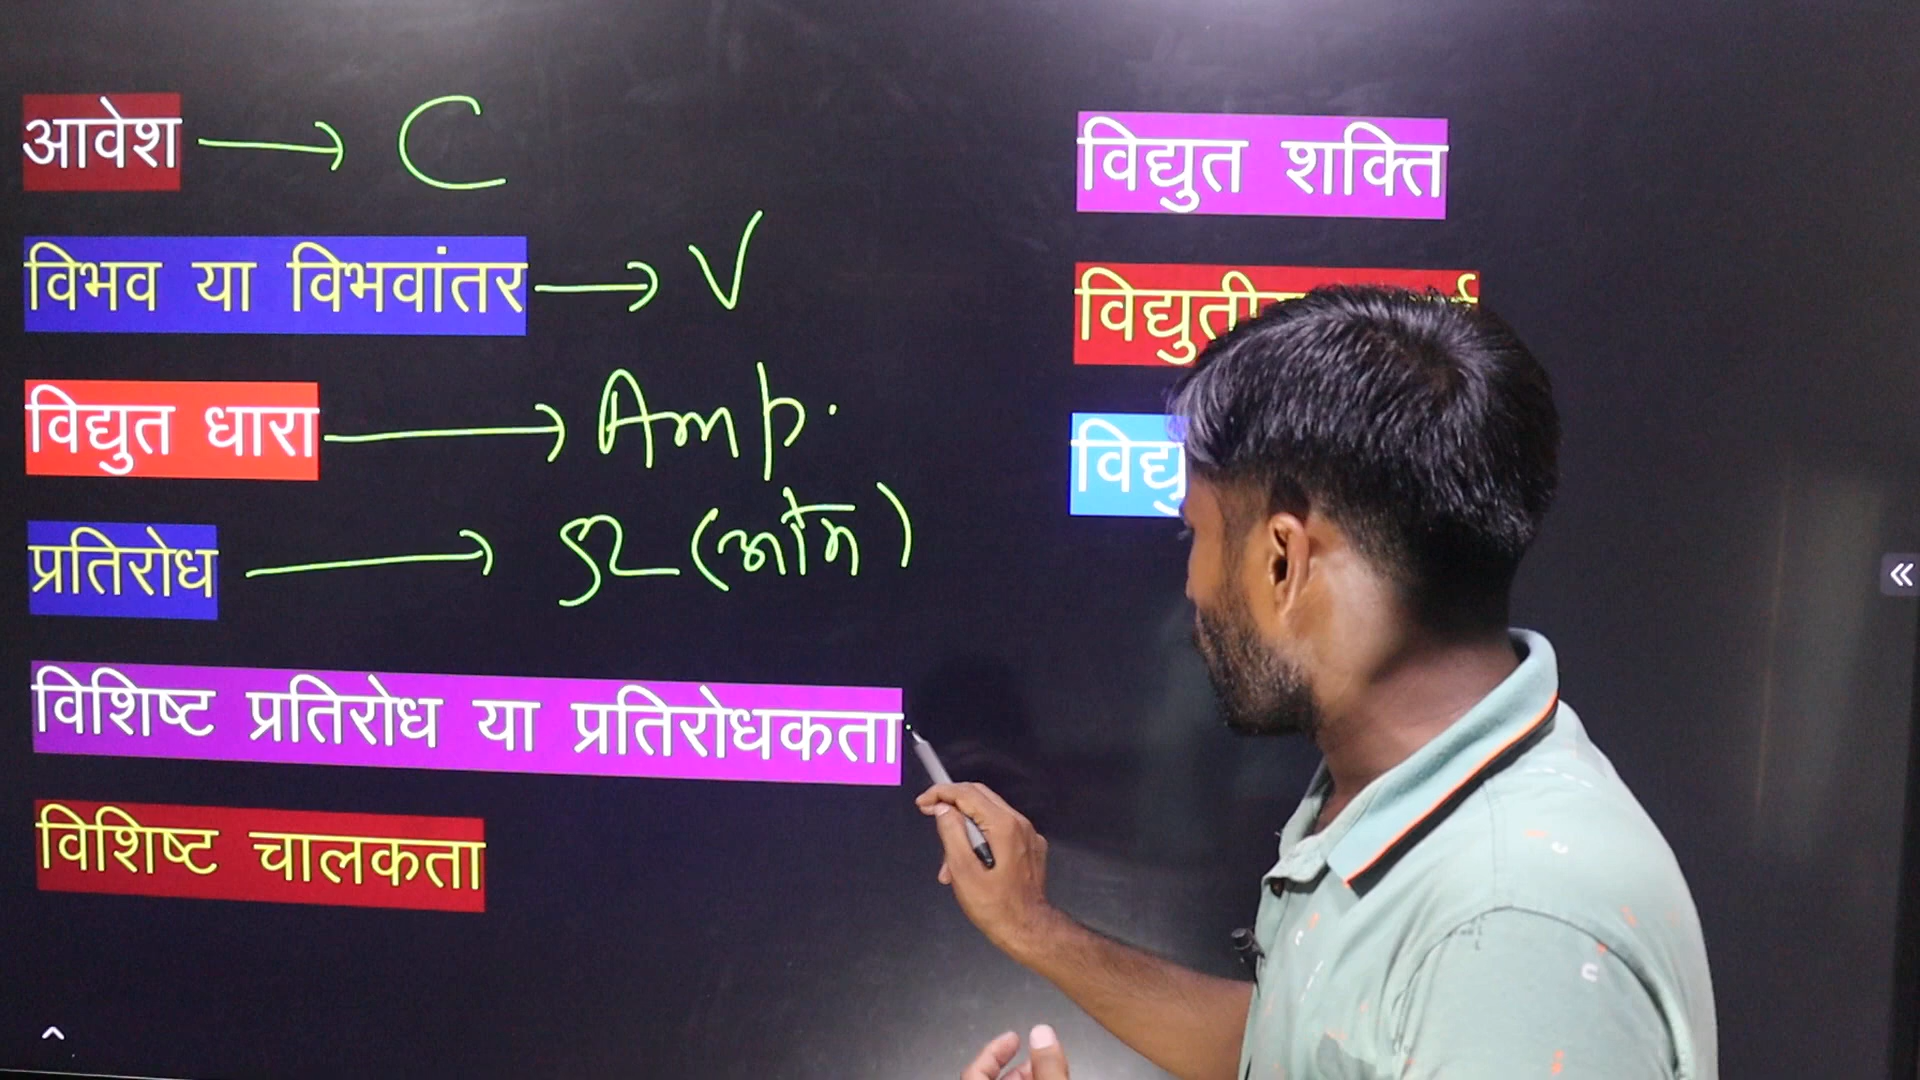 आवेश → C
विभव या विभवांतर → V
विद्युत धारा → Amp.
प्रतिरोध → Ω (ओम)
विशिष्ट प्रतिरोध या प्रतिरोधकता
विशिष्ट चालकता
विद्युत शक्ति